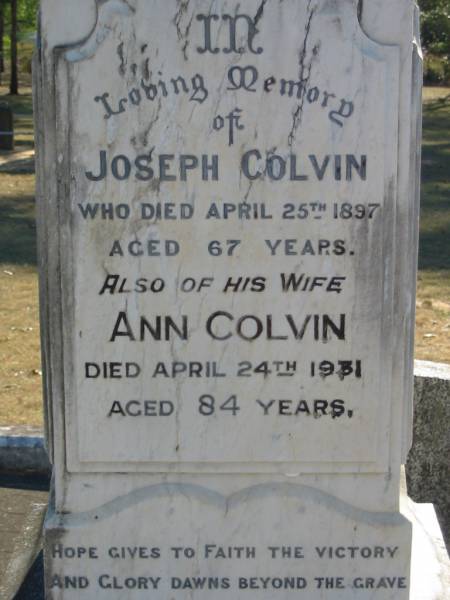 In
Loving Memory
of
JOSEPH COLVIN
WHO DIED APRIL 25TH 1897
AGED 67 YEARS.
ALSO OF HIS WIFE
ANN COLVIN
DIED APRIL 24TH 1931
AGED 84 YEARS.
HOPE GIVES TO FAITH THE VICTORY
AND GLORY DAWNS BEYOND THE GRAVE